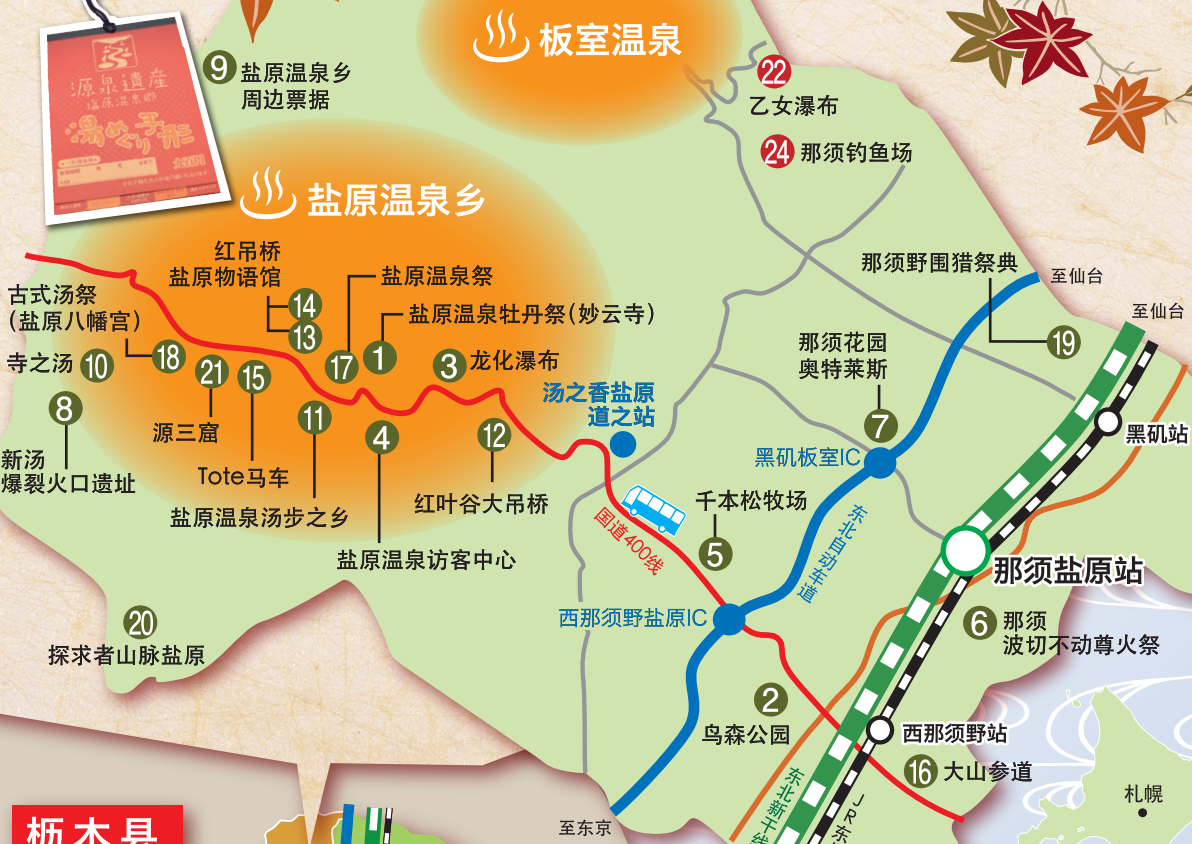 源泉遺産
塩原温泉郷
湯めぐり手形
9 盐原温泉乡
周边票据
板室温泉
22
乙女瀑布
24 那须钓鱼场
盐原温泉乡
红吊桥
盐原物语馆
14
13
盐原温泉祭
17
盐原温泉牡丹祭(妙云寺)
1
古式汤祭
(盐原八幡宫)
18
寺之汤 10
21
源三窟
15
Tote马车
3 龙化瀑布
8
新汤
爆裂火口遗址
11
盐原温泉汤步之乡
4
盐原温泉访客中心
12
红叶谷大吊桥
汤之香盐原
道之站
那须野围猎祭典
19
至仙台
至仙台
那须花园
奥特莱斯
7
黑矶板室IC
黑矶站
千本松牧场
5
国道400线
东北自动车道
那须盐原站
西那须野盐原IC
6 那须
波切不动尊火祭
20
探求者山脉盐原
2
乌森公园
西那须野站
16 大山参道
东北新干线
JR东
至东京
札幌
枥木县